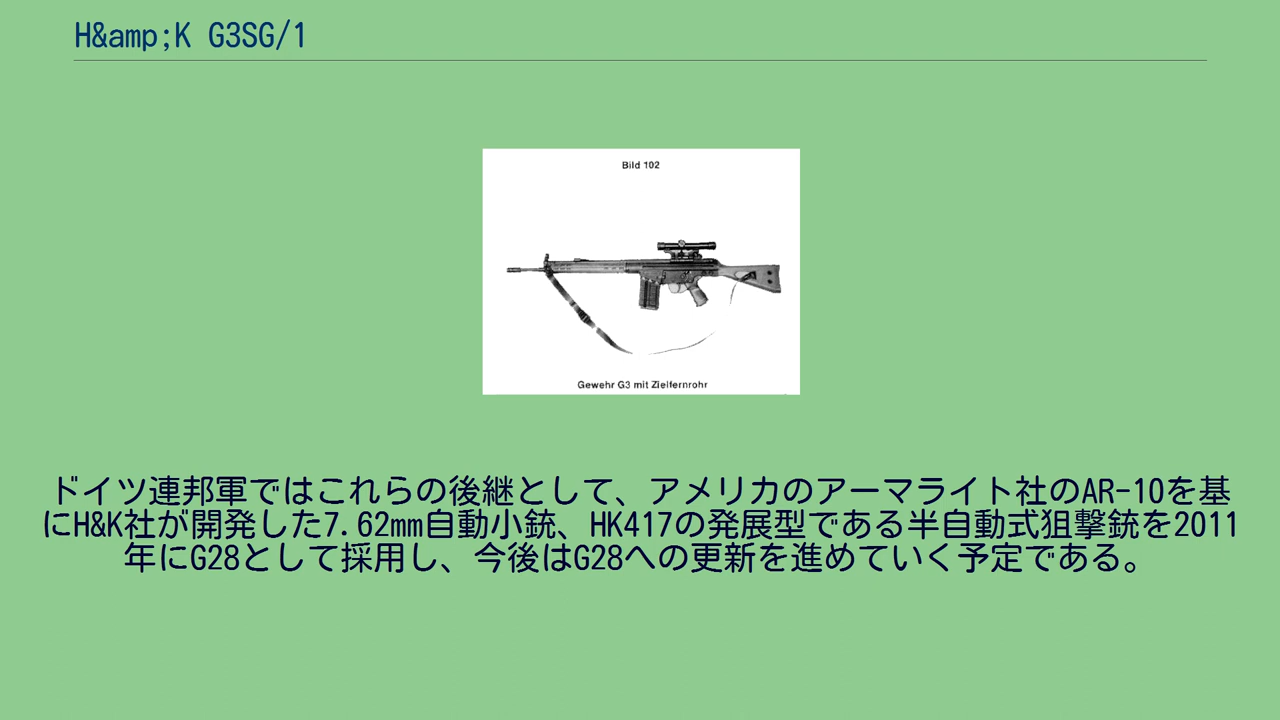 H&amp;K G3SG/1
Bild 102
Gewehr G3 mit Zielfernrohr
ドイツ連邦軍ではこれらの後継として、アメリカのアーマライト社のAR-10を基
にH&K社が開発した7.62mm自動小銃、HK417の発展型である半自動式狙撃銃を2011
年にG28として採用し、今後はG28への更新を進めていく予定である。